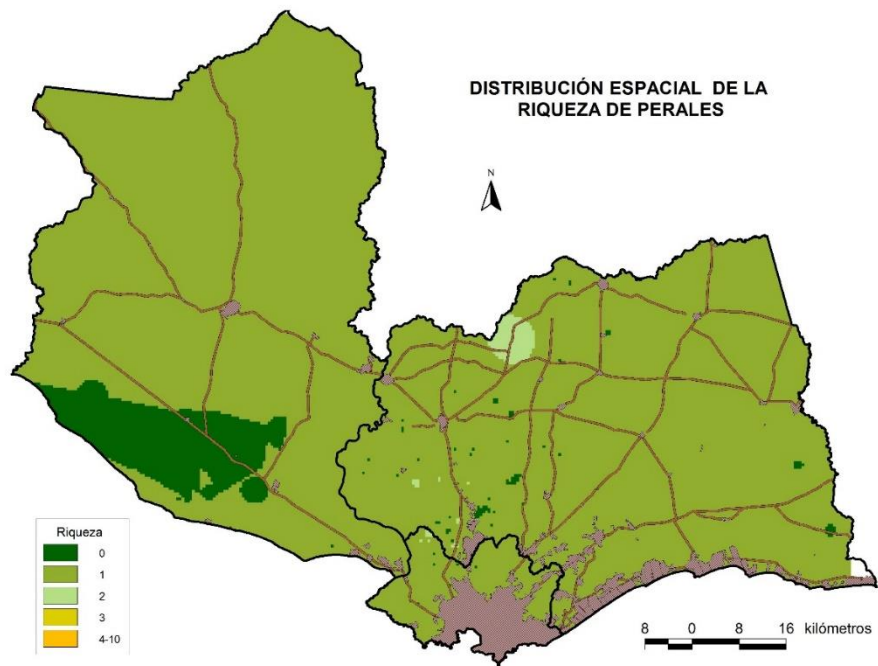 DISTRIBUCIÓN ESPACIAL DE LA
RIQUEZA DE PERALES
N
Riqueza
0
1
2
3
4-10
8 0 8 16 kilómetros